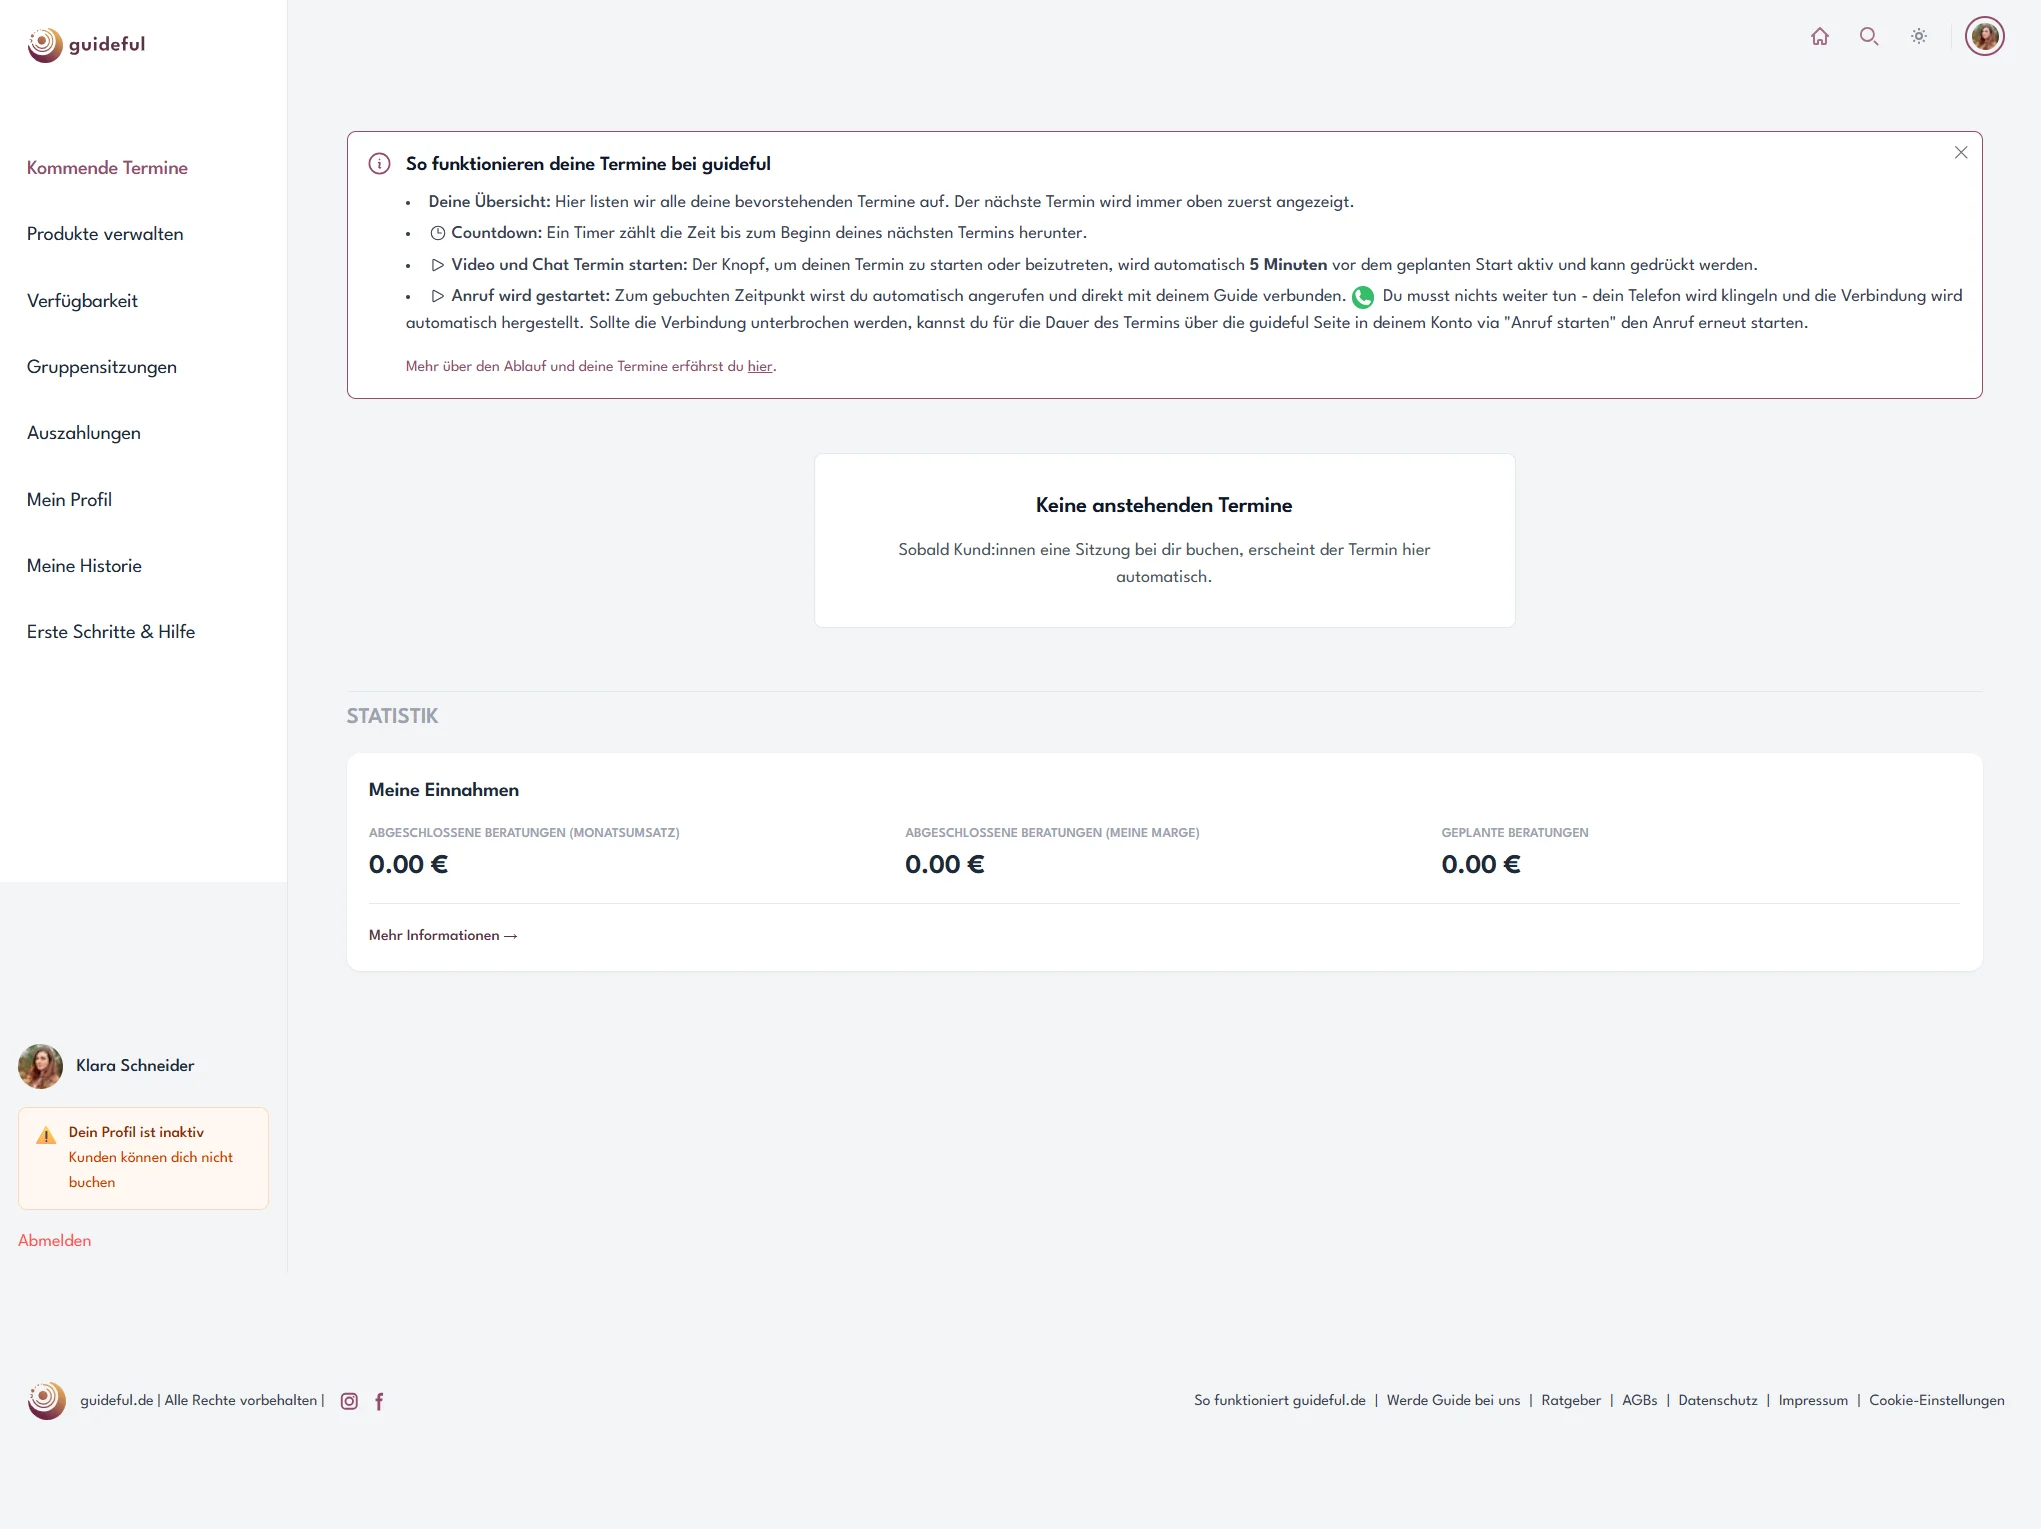 guideful
Kommende Termine
Produkte verwalten
Verfügbarkeit
Gruppensitzungen
Auszahlungen
Mein Profil
Meine Historie
Erste Schritte & Hilfe
Klara Schneider
Dein Profil ist inaktiv
Kunden können dich nicht
buchen
Abmelden
So funktionieren deine Termine bei guideful
• Deine Übersicht: Hier listen wir alle deine bevorstehenden Termine auf. Der nächste Termin wird immer oben zuerst angezeigt.
• Countdown: Ein Timer zählt die Zeit bis zum Beginn deines nächsten Termins herunter.
• Video und Chat Termin starten: Der Knopf, um deinen Termin zu starten oder beizutreten, wird automatisch 5 Minuten vor dem geplanten Start aktiv und kann gedrückt werden.
• Anruf wird gestartet: Zum gebuchten Zeitpunkt wirst du automatisch angerufen und direkt mit deinem Guide verbunden. Du musst nichts weiter tun - dein Telefon wird klingeln und die Verbindung wird
automatisch hergestellt. Sollte die Verbindung unterbrochen werden, kannst du für die Dauer des Termins über die guideful Seite in deinem Konto via "Anruf starten" den Anruf erneut starten.
Mehr über den Ablauf und deine Termine erfährst du hier.
Keine anstehenden Termine
Sobald Kund:innen eine Sitzung bei dir buchen, erscheint der Termin hier
automatisch.
STATISTIK
Meine Einnahmen
ABGESCHLOSSENE BERATUNGEN (MONATSUMSATZ)
0.00 €
ABGESCHLOSSENE BERATUNGEN (MEINE MARGE)
0.00 €
GEPLANTE BERATUNGEN
0.00 €
Mehr Informationen →
guideful.de | Alle Rechte vorbehalten |
So funktioniert guideful.de | Werde Guide bei uns | Ratgeber | AGBs | Datenschutz | Impressum | Cookie-Einstellungen